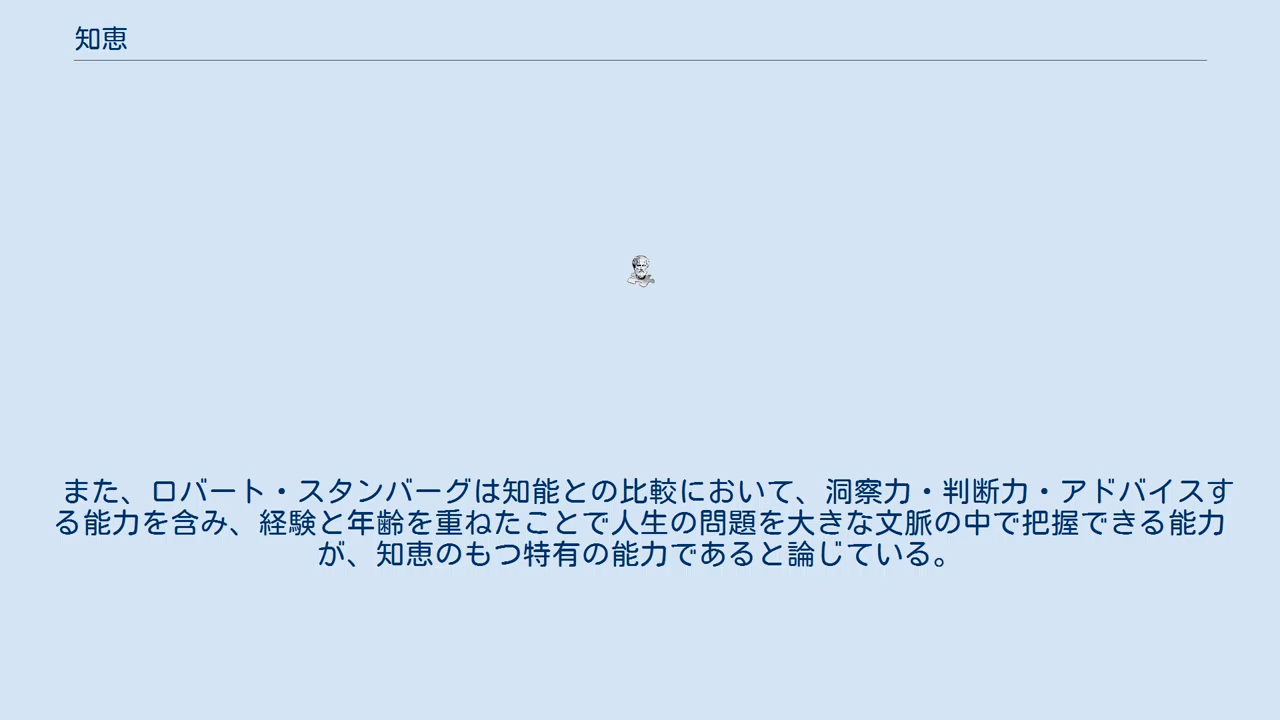 知恵
また、ロバート・スタンバーグは知能との比較において、洞察力・判断力・アドバイスす
る能力を含み、経験と年齢を重ねたことで人生の問題を大きな文脈の中で把握できる能力
が、知恵のもつ特有の能力であると論じている。